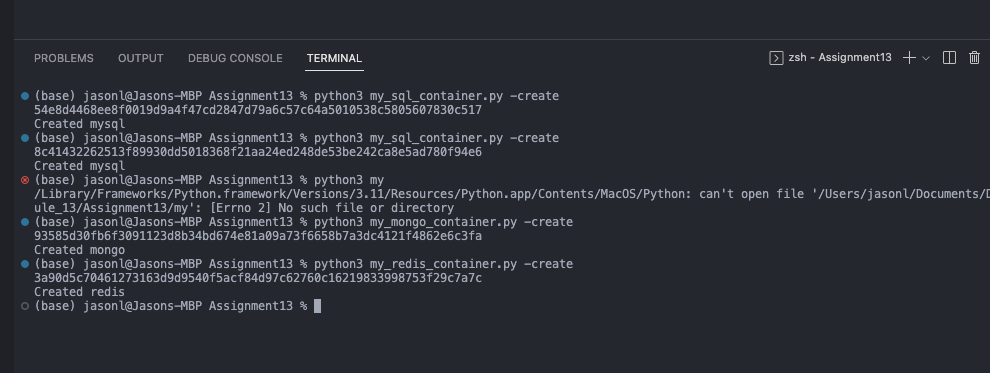 PROBLEMS OUTPUT DEBUG CONSOLE TERMINAL zsh - Assignment13
(base) jasonl@Jasons-MBP Assignment13 % python3 my_sql_container.py -create
54e8d4468ee8f0019d9a4f47cd2847d79a6c57c64a5010538c5805607830c517
Created mysql
(base) jasonl@Jasons-MBP Assignment13 % python3 my_sql_container.py -create
8c41432262513f89930dd5018368f21aa24ed248de53be242ca8e5ad780f94e6
Created mysql
(base) jasonl@Jasons-MBP Assignment13 % python3 my
/Library/Frameworks/Python.framework/Versions/3.11/Resources/Python.app/Contents/MacOS/Python: can't open file '/Users/jasonl/Documents/D
ule_13/Assignment13/my': [Errno 2] No such file or directory
(base) jasonl@Jasons-MBP Assignment13 % python3 my_mongo_container.py -create
93585d30fb6f3091123d8b34bd674e81a09a73f6658b7a3dc4121f4862e6c3fa
Created mongo
(base) jasonl@Jasons-MBP Assignment13 % python3 my_redis_container.py -create
3a90d5c70461273163d9d9540f5acf84d97c62760c16219833998753f29c7a7c
Created redis
(base) jasonl@Jasons-MBP Assignment13 %